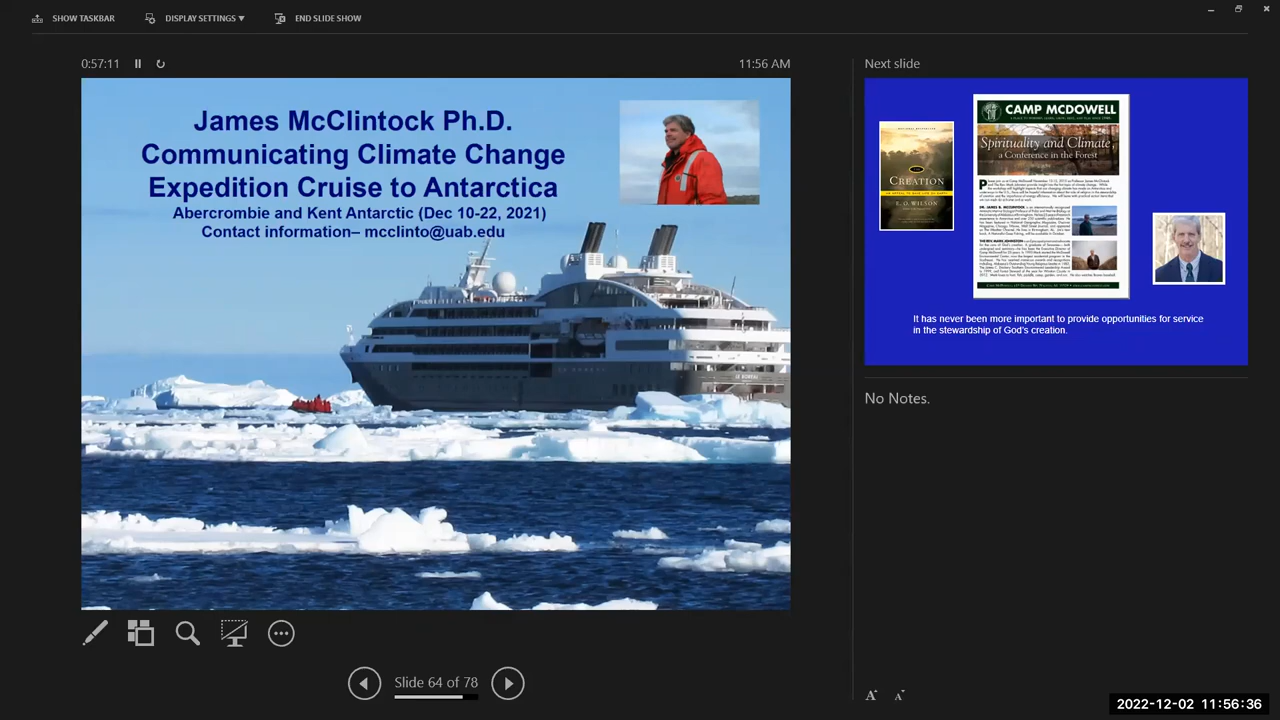 SHOW TASKBAR
DISPLAY SETTINGS ▼
END SLIDE SHOW
0:57:11
11:56 AM
James McClintock Ph.D.
Communicating Climate Change
Expedition Cruise to Antarctica
Abercrombie and Kent Antarctic (Dec 10-22, 2021)
Contact information – mcclinto@uab.edu
Slide 64 of 78
Next slide
CREATION
E. O. WILSON
CAMP MCDOWELL
Spirituality and Climate,
a Conference in the Forest
It has never been more important to provide opportunities for service
in the stewardship of God's creation.
No Notes.
2022-12-02 11:56:36